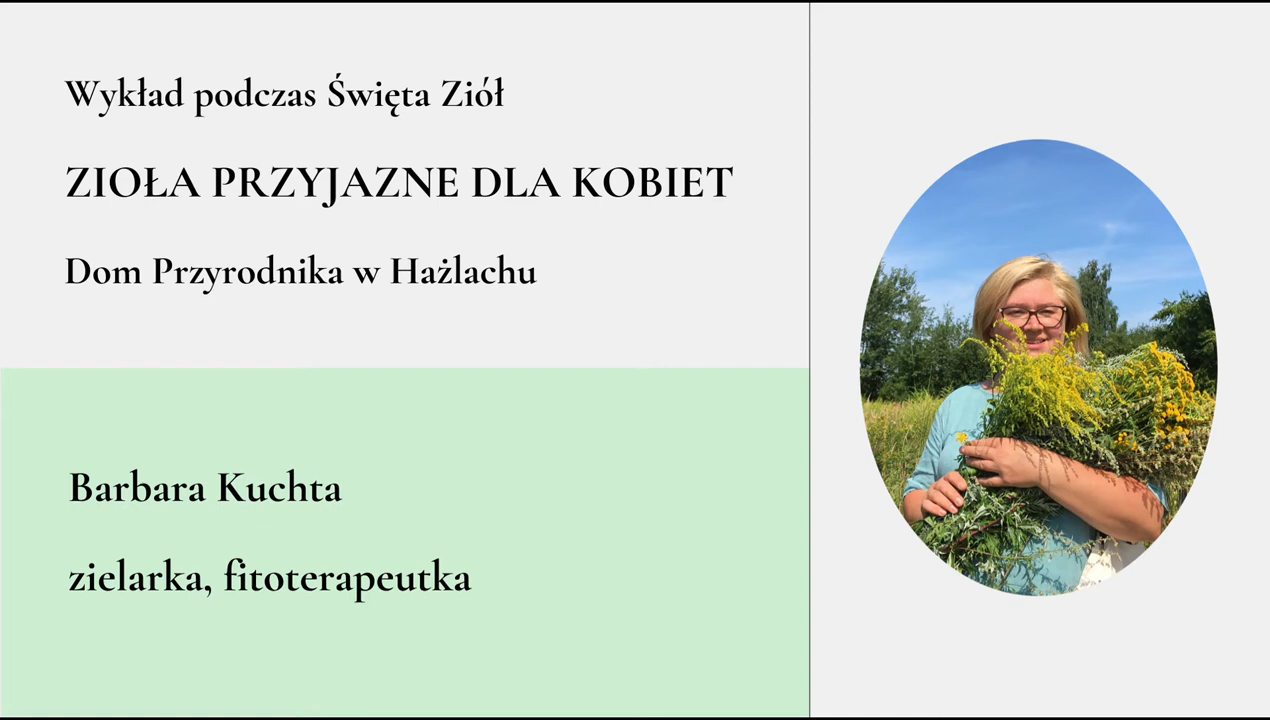 Wykład podczas Święta Ziół
ZIOŁA PRZYJAZNE DLA KOBIET
Dom Przyrodnika w Hażlachu
Barbara Kuchta
zielarka, fitoterapeutka